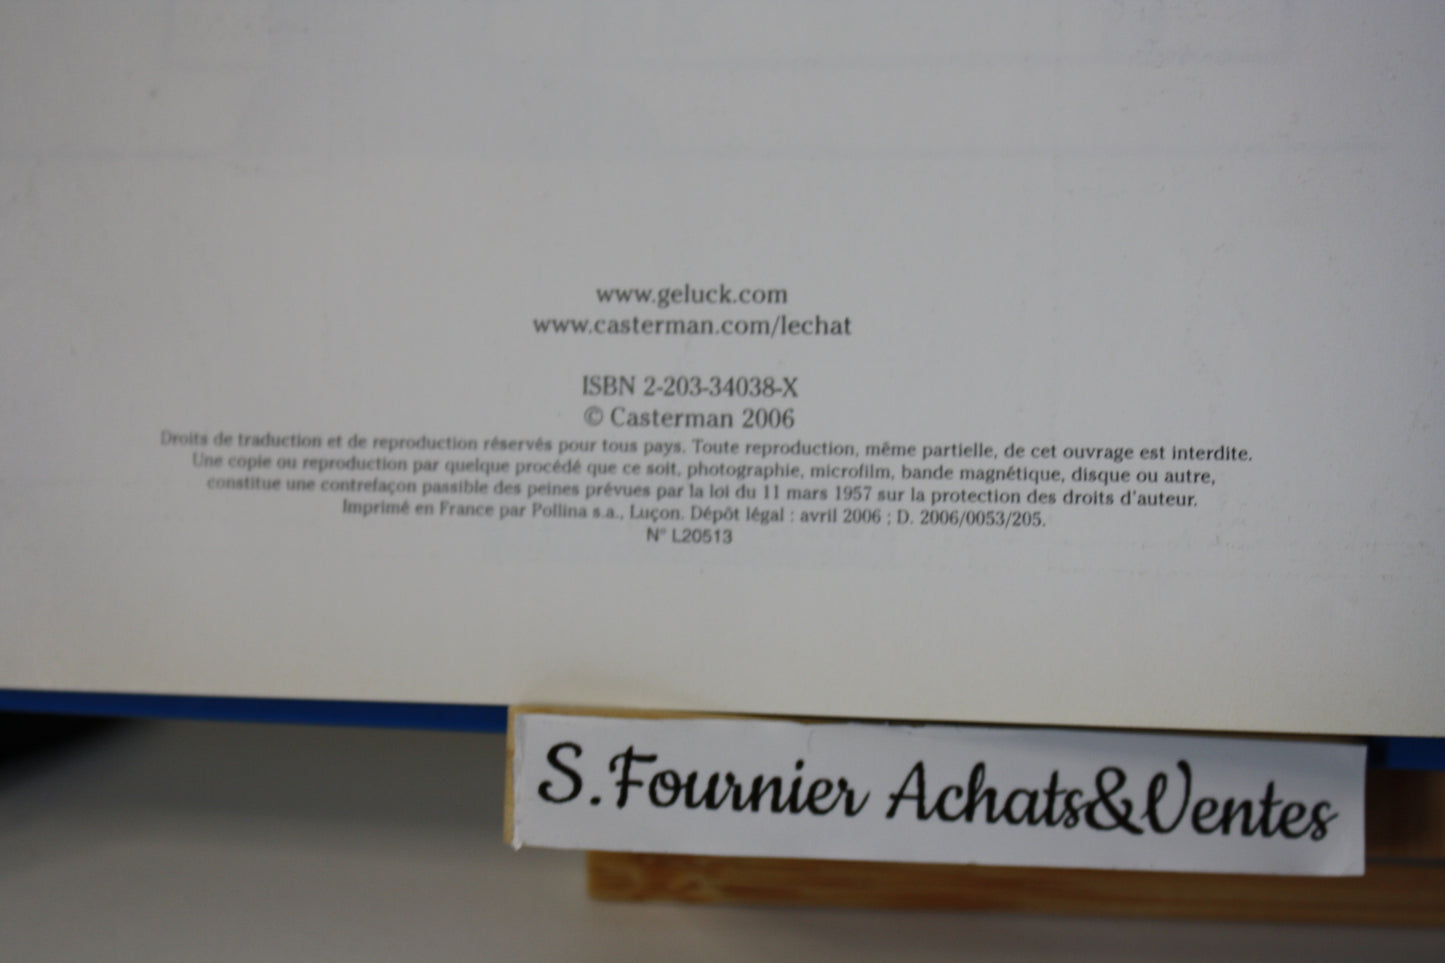 www.geluck.com
www.casterman.com/lechat
ISBN 2-203-34038-X
© Casterman 2006
Droits de traduction et de reproduction réservés pour tous pays. Toute reproduction, même partielle, de cet ouvrage est interdite.
Une copie ou reproduction par quelque procédé que ce soit, photographie, microfilm, bande magnétique, disque ou autre,
constitue une contrefaçon passible des peines prévues par la loi du 11 mars 1957 sur la protection des droits d'auteur.
Imprimé en France par Pollina s.a., Luçon. Dépôt légal : avril 2006 ; D. 2006/0053/205.
N° L20513
S.Fournier Achats&Ventes